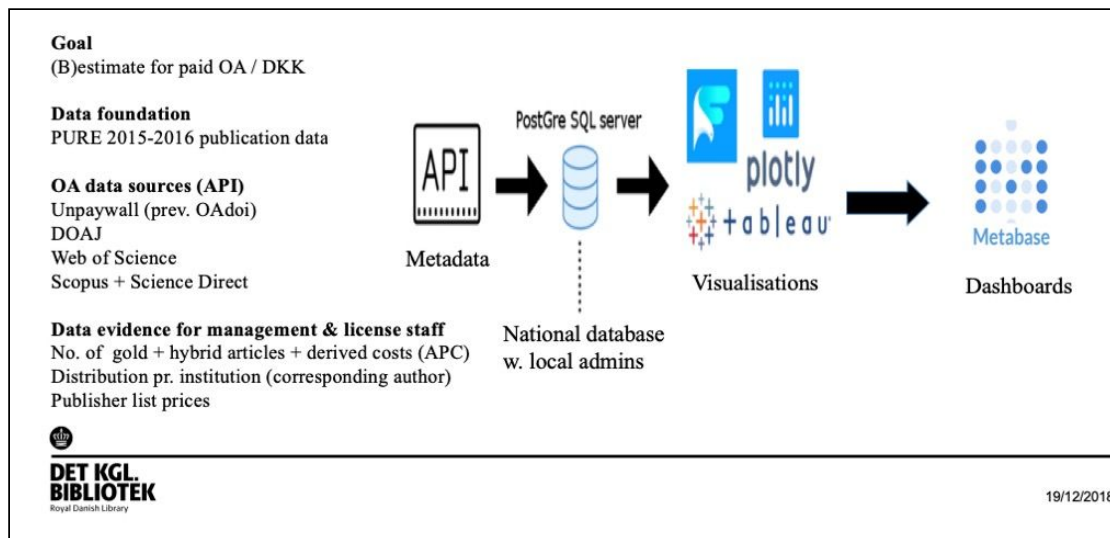 Goal
(B)estimate for paid OA / DKK
Data foundation
PURE 2015-2016 publication data
OA data sources (API)
Unpaywall (prev. OAdoi)
DOAJ
Web of Science
Scopus + Science Direct
Data evidence for management & license staff
No. of gold + hybrid articles + derived costs (APC)
Distribution pr. institution (corresponding author)
Publisher list prices
API
Metadata
PostGre SQL server
National database
w. local admins
plotly
+ a b l e a u
Visualisations
Metabase
Dashboards
DET KGL.
BIBLIOTEK
Royal Danish Library
19/12/2018